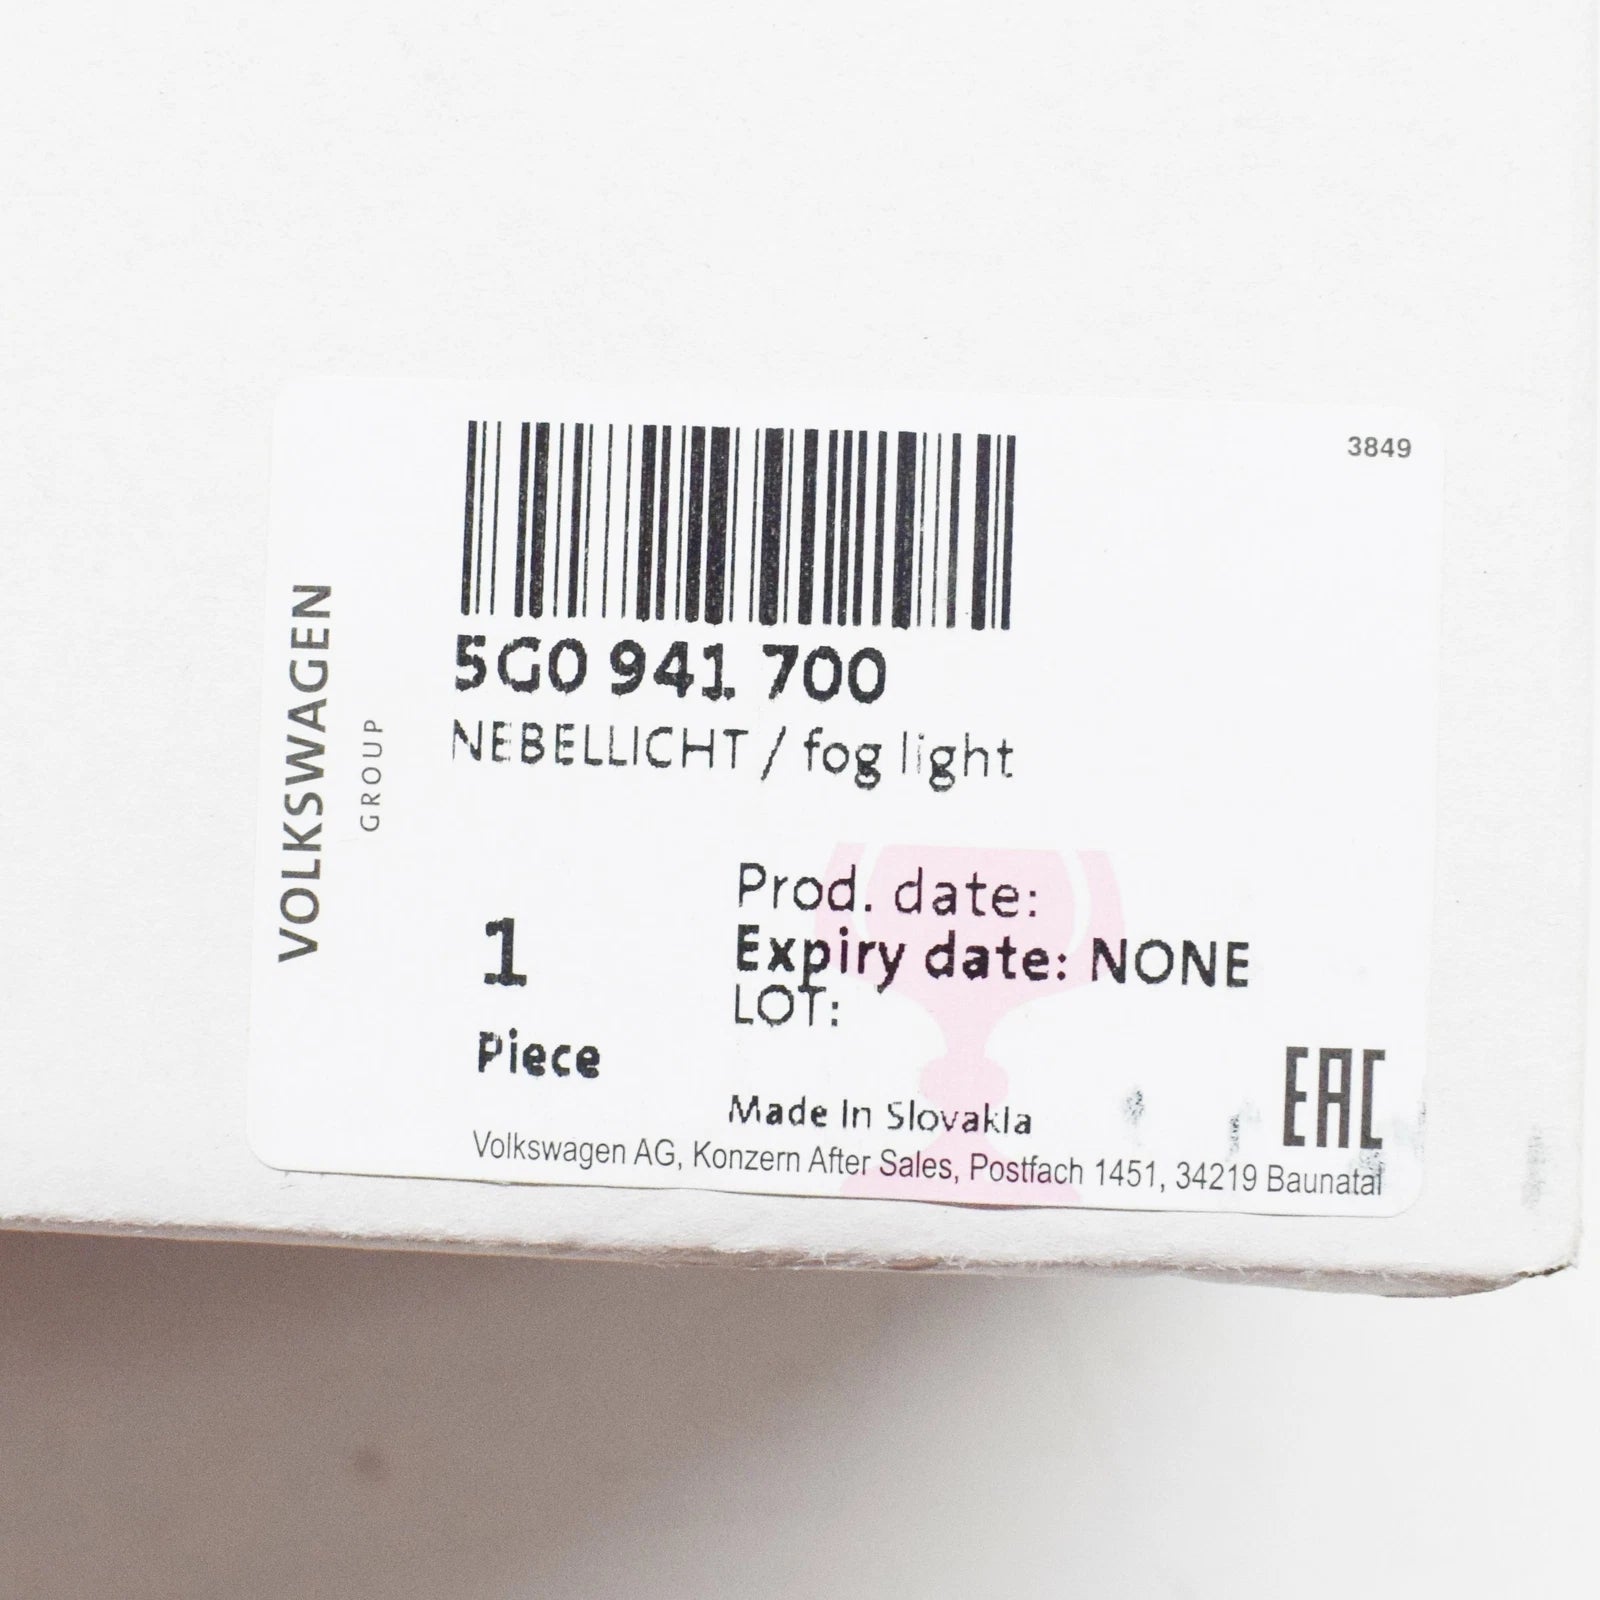 3849
VOLKSWAGEN
GROUP
5G0 941 700
NEBELLICHT / fog light
Prod. date:
Expiry date: NONE
LOT:
1
Piece
Made In Slovakia
EAC
Volkswagen AG, Konzern After Sales, Postfach 1451, 34219 Baunatal